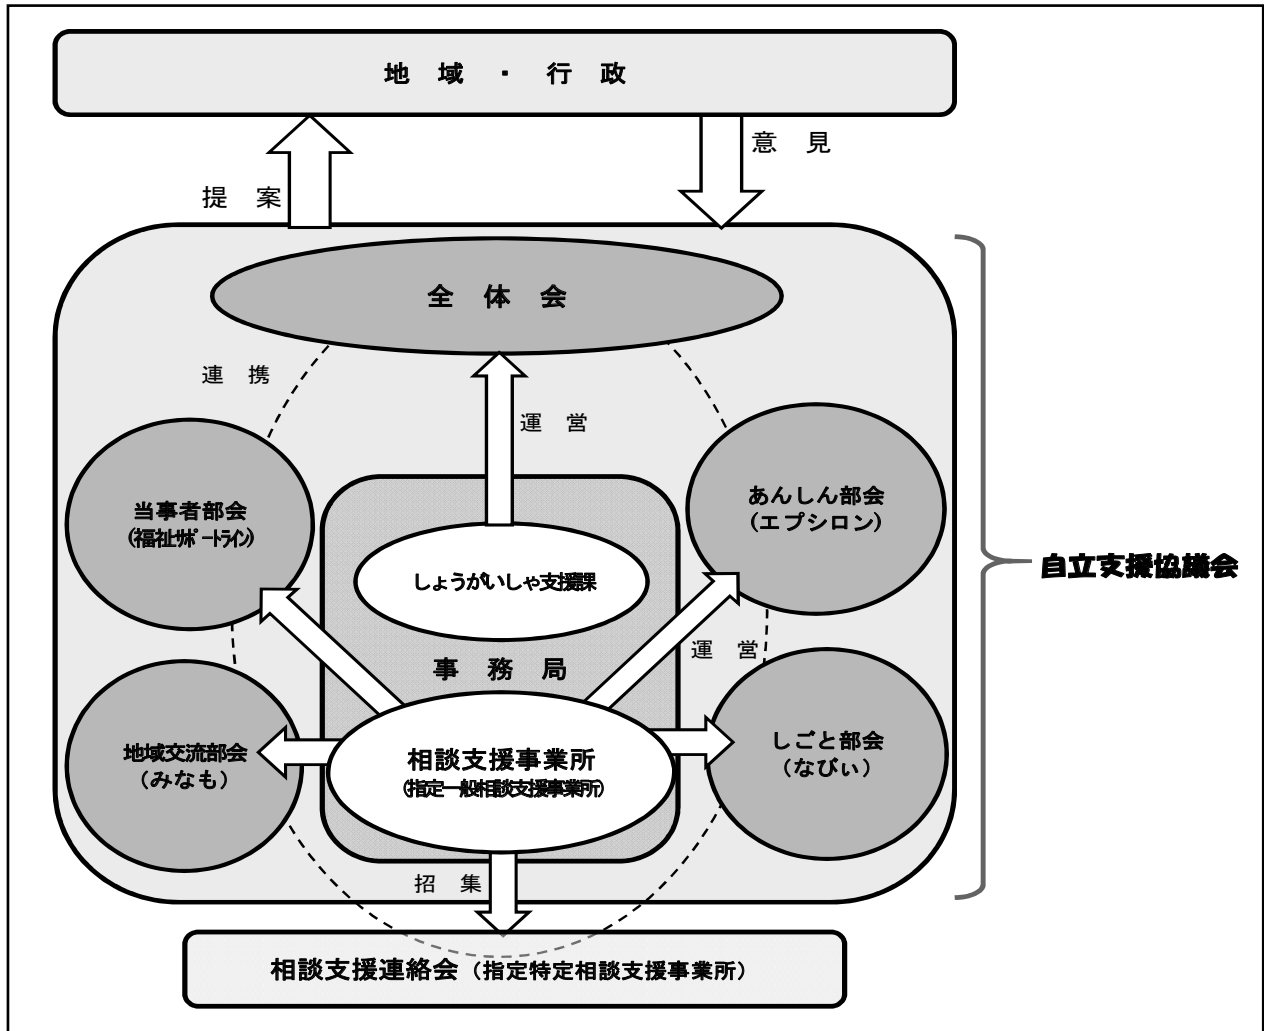 地 域 ・ 行 政
意 見
提 案
全 体 会
連 携
運 営
当事者部会
(福祉サポートライン)
あんしん部会
(エプシロン)
しょうがいしゃ支援課
自立支援協議会
事 務 局
運 営
地域交流部会
(みなも)
相談支援事業所
(指定一般相談支援事業所)
しごと部会
(なびぃ)
招 集
相談支援連絡会（指定特定相談支援事業所）